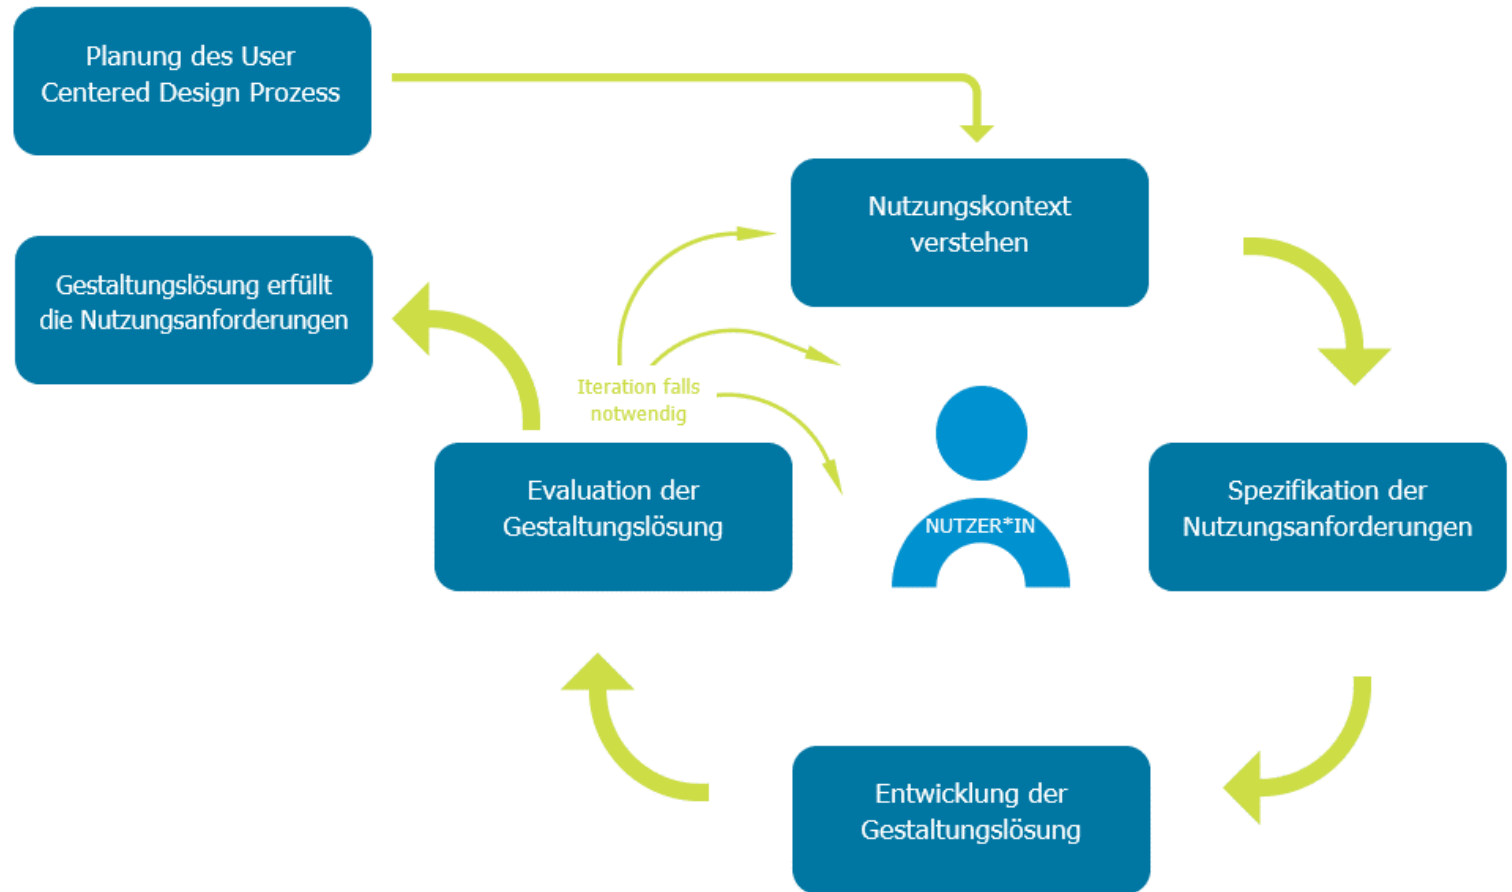 Planung des User
Centered Design Prozess
Nutzungskontext
verstehen
Gestaltungslösung erfüllt
die Nutzungsanforderungen
Iteration falls
notwendig
Evaluation der
Gestaltungslösung
NUTZER*IN
Spezifikation der
Nutzungsanforderungen
Entwicklung der
Gestaltungslösung